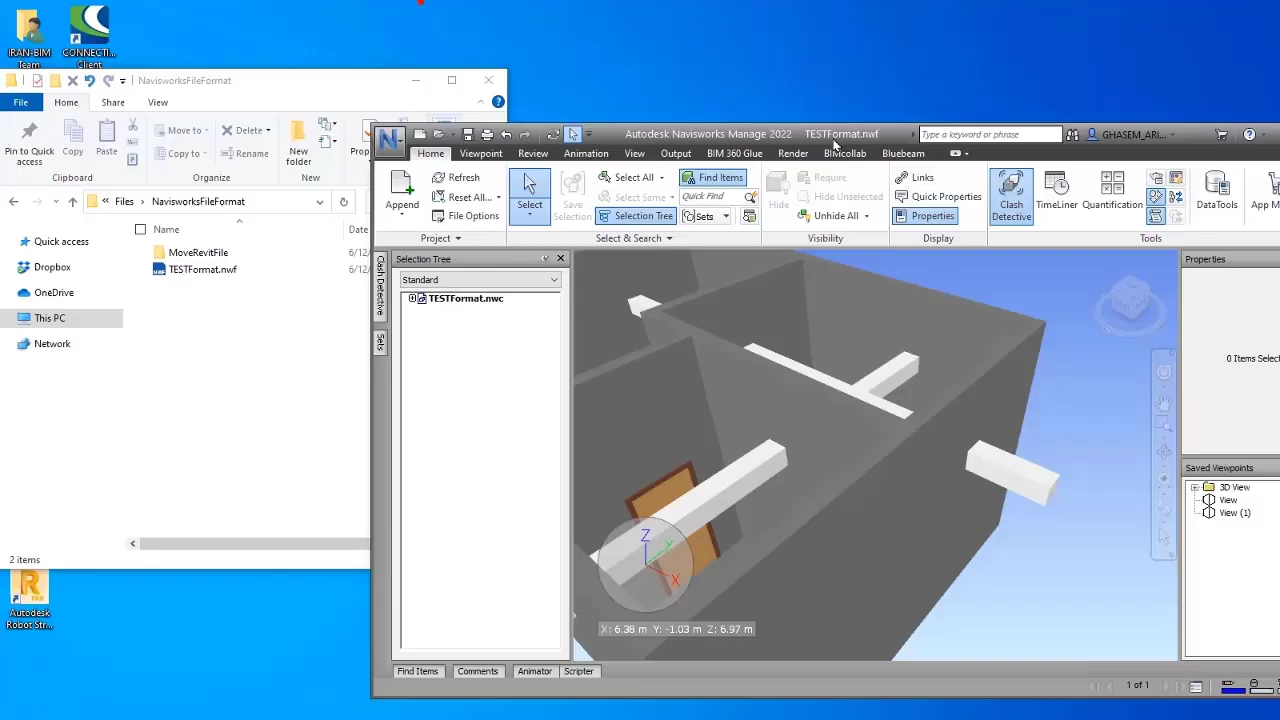 IRAN-BIM
Team
CONNECTI...
Client
NavisworksFileFormat
File
Home
Share
View
Pin to Quick
access
Copy
Paste
Move to
Copy to
Delete
Rename
New
folder
Clipboard
Organize
New
Files
NavisworksFileFormat
Name
Date
MoveRevitFile
6/12/
TESTFormat.nwf
6/12/
Quick access
Dropbox
OneDrive
This PC
Network
2 items
Autodesk
Robot Str...
Autodesk Navisworks Manage 2022
TESTFormat.nwf
Type a keyword or phrase
GHASEM_ARI...
Home
Viewpoint
Review
Animation
View
Output
BIM 360 Glue
Render
BIMcollab
Bluebeam
Append
Refresh
Reset All...
File Options
Project
Select
Save
Selection
Select All
Select Same
Selection Tree
Find Items
Quick Find
Sets
Select & Search
Hide
Require
Hide Unselected
Unhide All
Visibility
Links
Quick Properties
Properties
Display
Clash
Detective
TimeLiner
Quantification
DataTools
App M
Tools
Clash Detective
Sets
Selection Tree
Standard
TESTFormat.nwc
Z
Y
X
X: 6.38 m Y: -1.03 m Z: 6.97 m
Properties
0 Items Select
Saved Viewpoints
3D View
View
View (1)
Find Items
Comments
Animator
Scripter
1 of 1